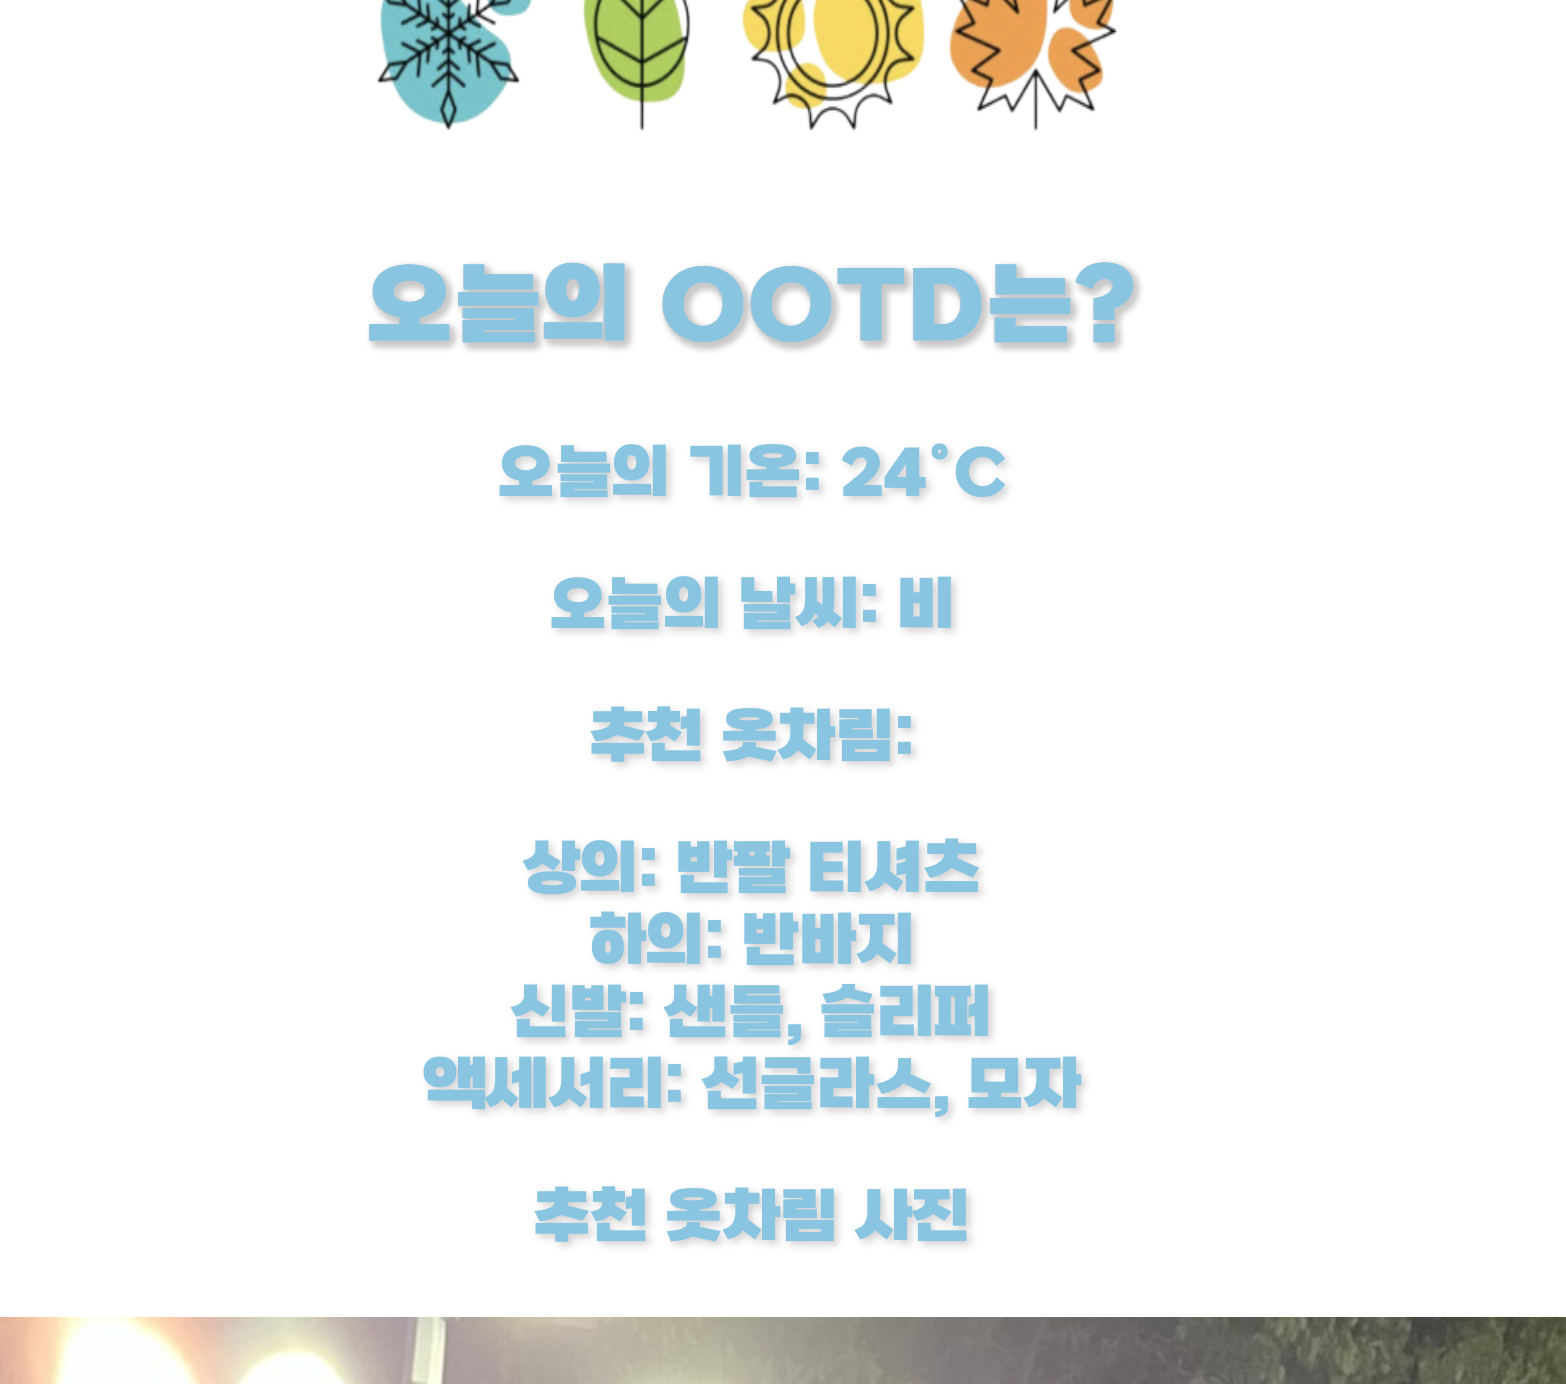 오늘의 OOTD는?
오늘의 기온: 24°C
오늘의 날씨: 비
추천 옷차림:
상의: 반팔 티셔츠
하의: 반바지
신발: 샌들, 슬리퍼
액세서리: 선글라스, 모자
추천 옷차림 사진